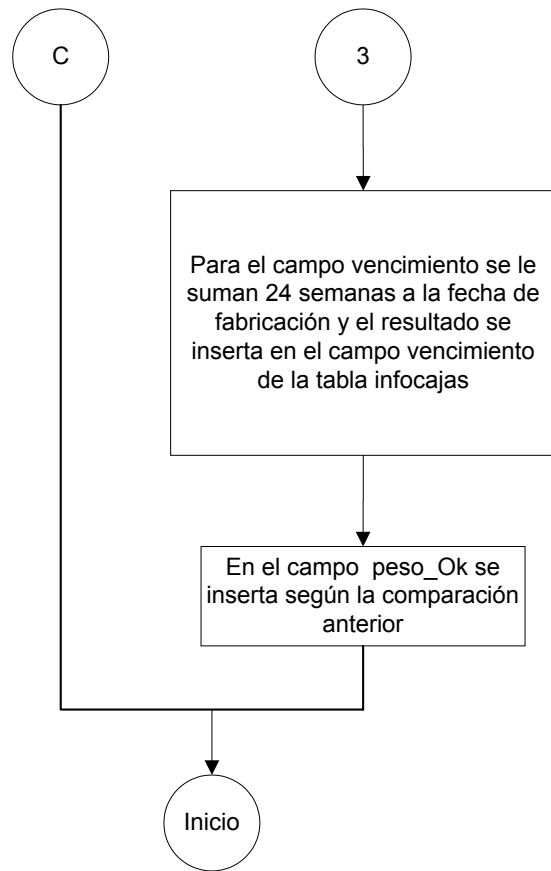 C
3
Para el campo vencimiento se le
suman 24 semanas a la fecha de
fabricación y el resultado se
inserta en el campo vencimiento
de la tabla infocajas
En el campo peso_Ok se
inserta según la comparación
anterior
Inicio